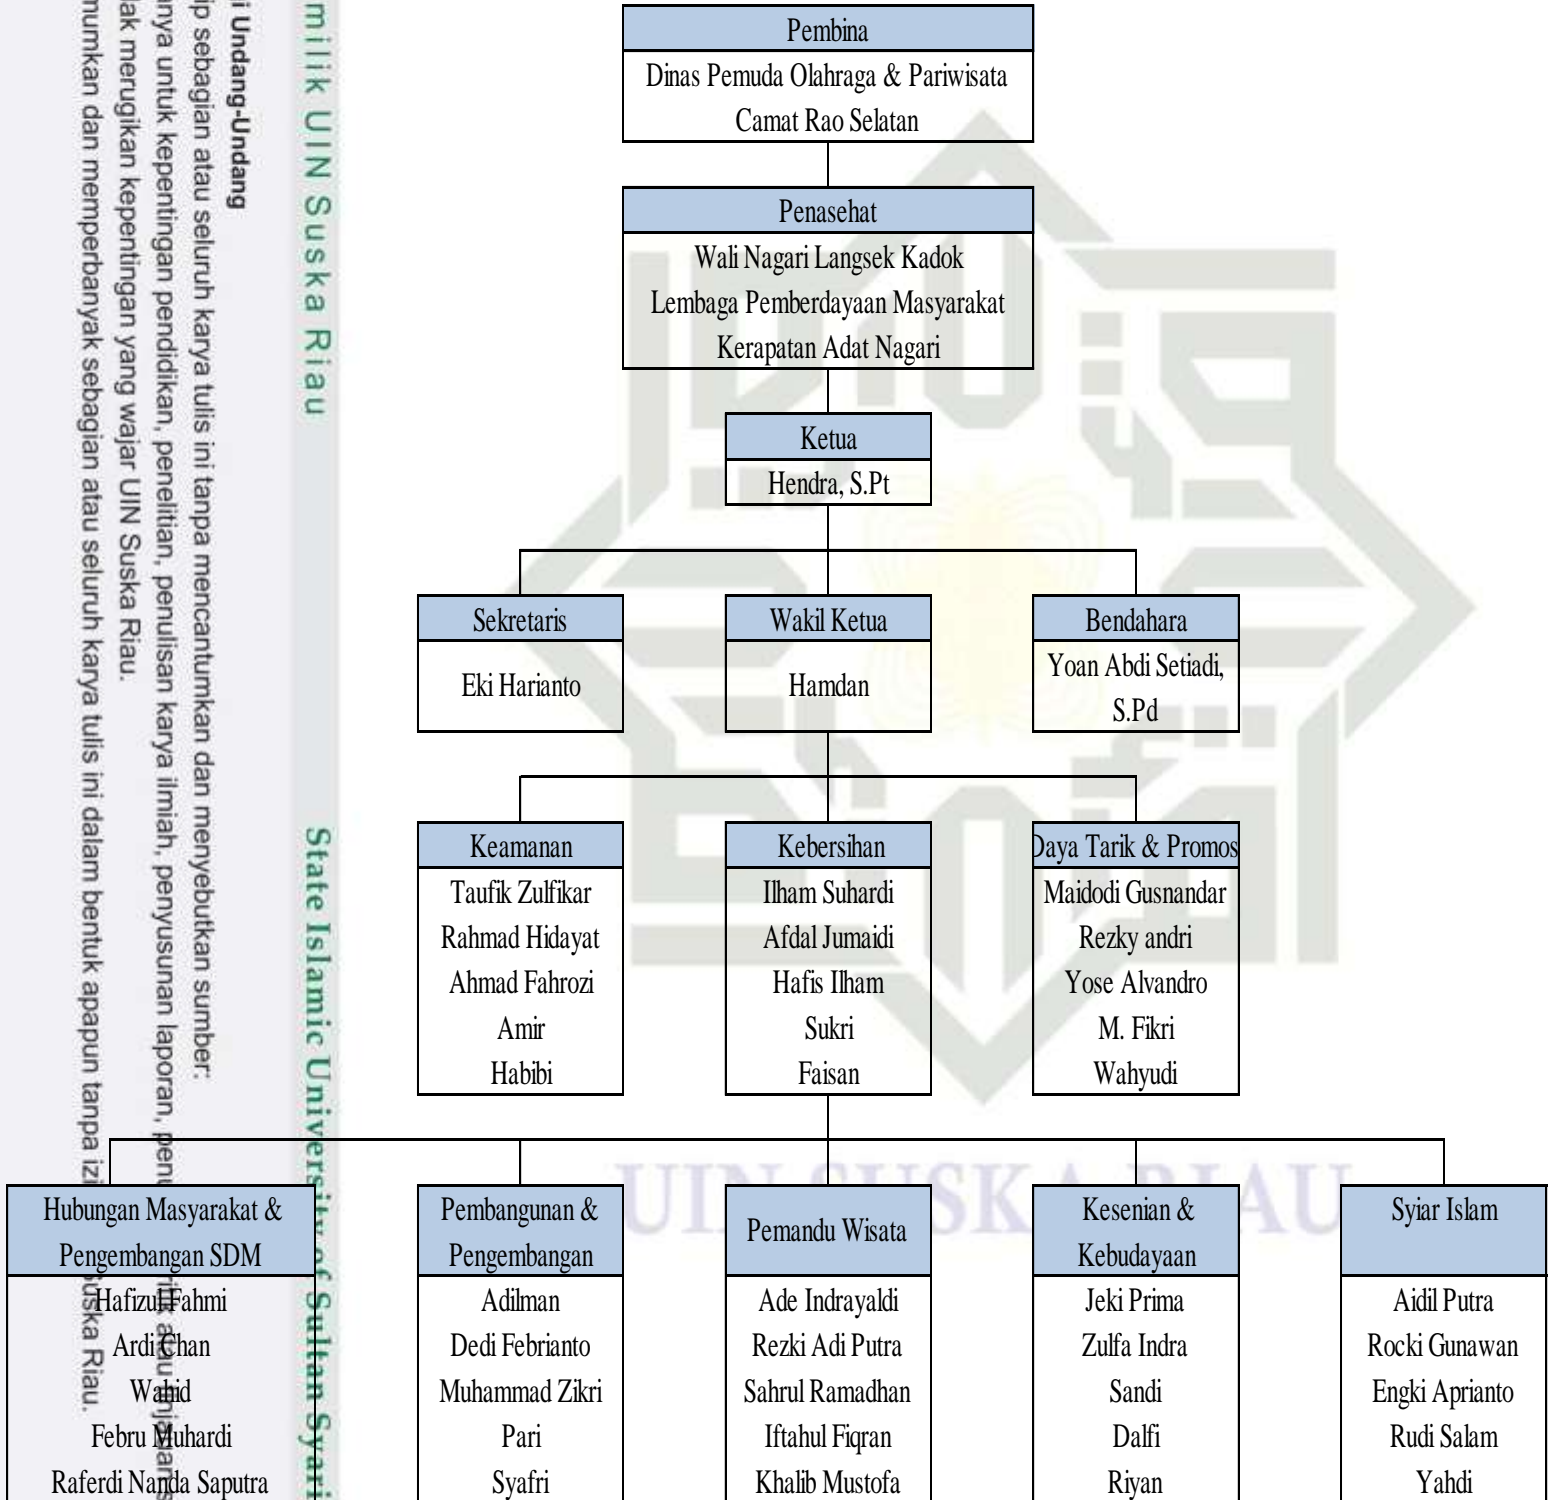 Pembina
Dinas Pemuda Olahraga & Pariwisata
Camat Rao Selatan
Penasehat
Wali Nagari Langsek Kadok
Lembaga Pemberdayaan Masyarakat
Kerapatan Adat Nagari
Ketua
Hendra, S.Pt
Sekretaris
Eki Harianto
Wakil Ketua
Hamdan
Bendahara
Yoan Abdi Setiadi,
S.Pd
Keamanan
Taufik Zulfikar
Rahmad Hidayat
Ahmad Fahrozi
Amir
Habibi
Kebersihan
Ilham Suhardi
Afdal Jumaidi
Hafis Ilham
Sukri
Faisan
Daya Tarik & Promos
Maidodi Gusnandar
Rezky andri
Yose Alvandro
M. Fikri
Wahyudi
Hubungan Masyarakat &
Pengembangan SDM
Hafizull Fahmi
Ardi Chan
Wahid
Febru Muhardi
Raferdi Nanda Saputra
Pembangunan &
Pengembangan
Adilman
Dedi Febrianto
Muhammad Zikri
Pari
Syafri
Pemandu Wisata
Ade Indrayaldi
Rezki Adi Putra
Sahrul Ramadhan
Iftahul Fiqran
Khalib Mustofa
Kesenian &
Kebudayaan
Jeki Prima
Zulfa Indra
Sandi
Dalfi
Riyan
Syiar Islam
Aidil Putra
Rocki Gunawan
Engki Aprianto
Rudi Salam
Yahdi
UIN SUSKA RIAU
milik UIN Suska Riau
State Islamic University of Sultan Syari
i Undang-Undang
ip sebagian atau seluruh karya tulis ini tanpa mencantumkan dan menyebutkan sumber:
nya untuk kepentingan pendidikan, penelitian, penulisan karya ilmiah, penyusunan laporan, penu
dak merugikan kepentingan yang wajar UIN Suska Riau.
mumkan dan memperbanyak sebagian atau seluruh karya tulis ini dalam bentuk apapun tanpa izi Suska Riau.